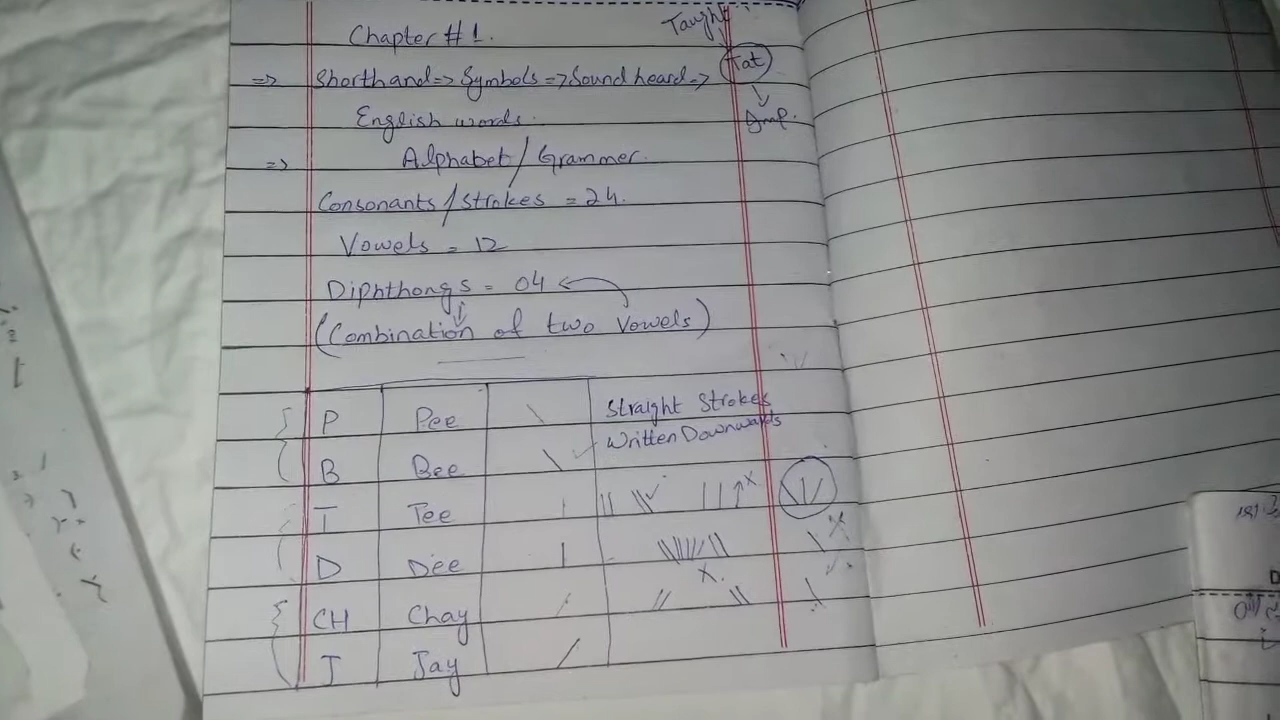 Chapter # 1.
Taught
=> Shorthand => Symbols => Sound heard => Tat
English words. Imp.
=> Alphabet / Grammer.
Consonants / Strokes = 24.
Vowels = 12
Diphthongs = 04
(Combination of two Vowels)
P Pee Straight Strokes
Written Downwards
B Bee
T Tee
D Dee
CH Chay
J Jay